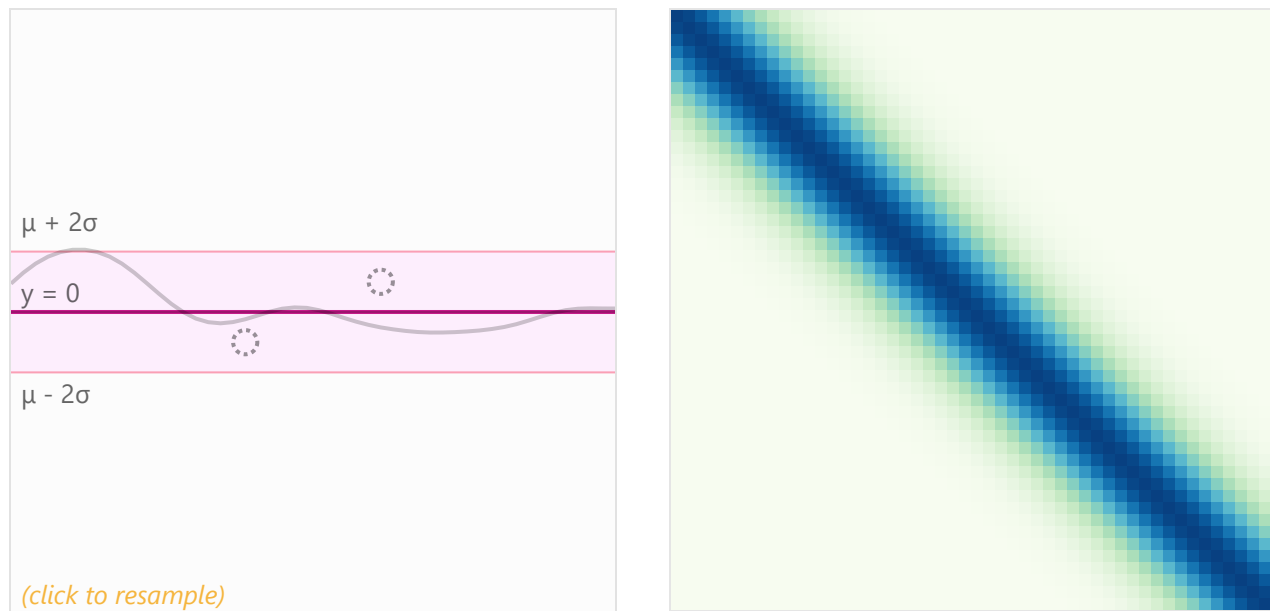 μ + 2σ
y = 0
μ - 2σ
(click to resample)